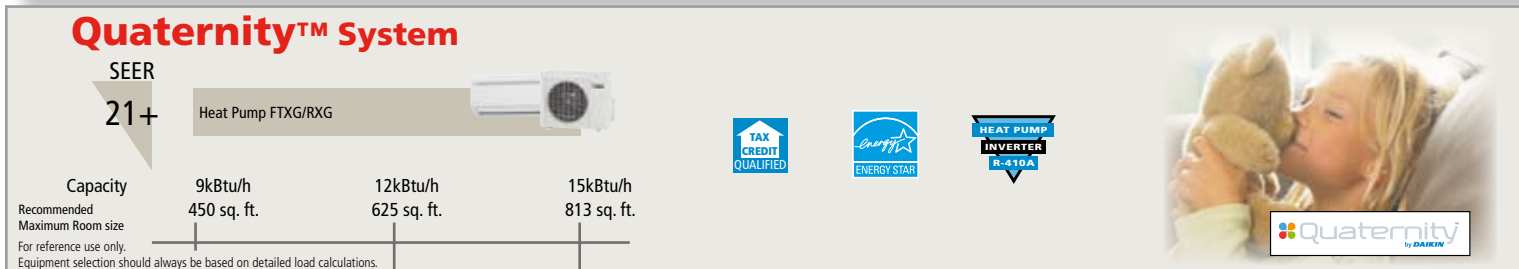 Quaternity™ System
SEER
21+
Heat Pump FTXG/RXG
TAX
CREDIT
QUALIFIED
energy
ENERGY STAR
HEAT PUMP
INVERTER
R-410A
Capacity 9kBtu/h 12kBtu/h 15kBtu/h
Recommended
Maximum Room size
450 sq. ft. 625 sq. ft. 813 sq. ft.
For reference use only.
Equipment selection should always be based on detailed load calculations.
Quaternity
by DAIKIN